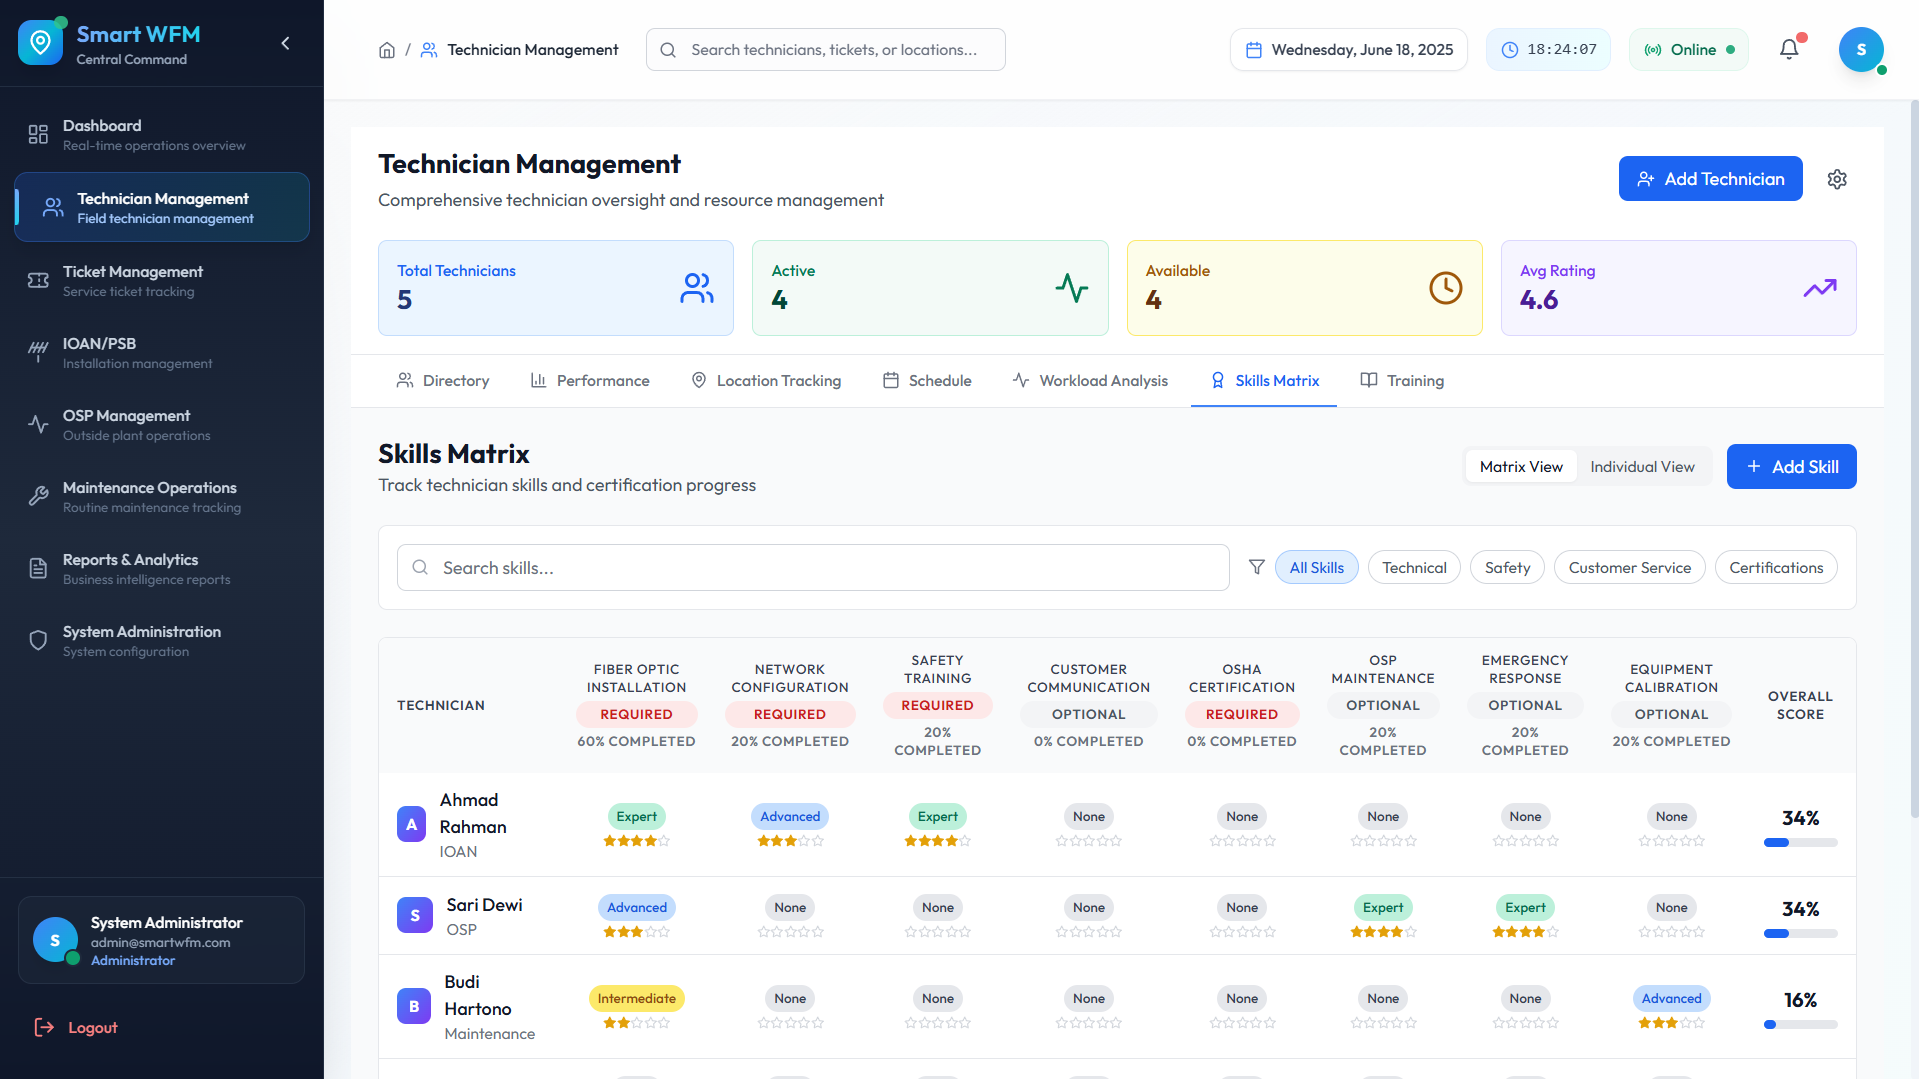 Smart WFM
Central Command
Dashboard
Real-time operations overview
Technician Management
Field technician management
Ticket Management
Service ticket tracking
IOAN/PSB
Installation management
OSP Management
Outside plant operations
Maintenance Operations
Routine maintenance tracking
Reports & Analytics
Business intelligence reports
System Administration
System configuration
S
System Administrator
admin@smartwfm.com
Administrator
Logout
/ Technician Management
Search technicians, tickets, or locations...
Wednesday, June 18, 2025
18:24:07
Online
S
Technician Management
Comprehensive technician oversight and resource management
Add Technician
Total Technicians
5
Active
4
Available
4
Avg Rating
4.6
Directory Performance Location Tracking Schedule Workload Analysis Skills Matrix Training
Skills Matrix
Track technician skills and certification progress
Matrix View Individual View
+ Add Skill
Search skills...
All Skills Technical Safety Customer Service Certifications
TECHNICIAN
FIBER OPTIC
INSTALLATION
REQUIRED
60% COMPLETED
NETWORK
CONFIGURATION
REQUIRED
20% COMPLETED
SAFETY
TRAINING
REQUIRED
20%
COMPLETED
CUSTOMER
COMMUNICATION
OPTIONAL
0% COMPLETED
OSHA
CERTIFICATION
REQUIRED
0% COMPLETED
OSP
MAINTENANCE
OPTIONAL
20%
COMPLETED
EMERGENCY
RESPONSE
OPTIONAL
20%
COMPLETED
EQUIPMENT
CALIBRATION
OPTIONAL
20% COMPLETED
OVERALL
SCORE
A
Ahmad
Rahman
IOAN
Expert Advanced Expert None None None None None 34%
S
Sari Dewi
OSP
Advanced None None None None Expert Expert None 34%
B
Budi
Hartono
Maintenance
Intermediate None None None None None None Advanced 16%